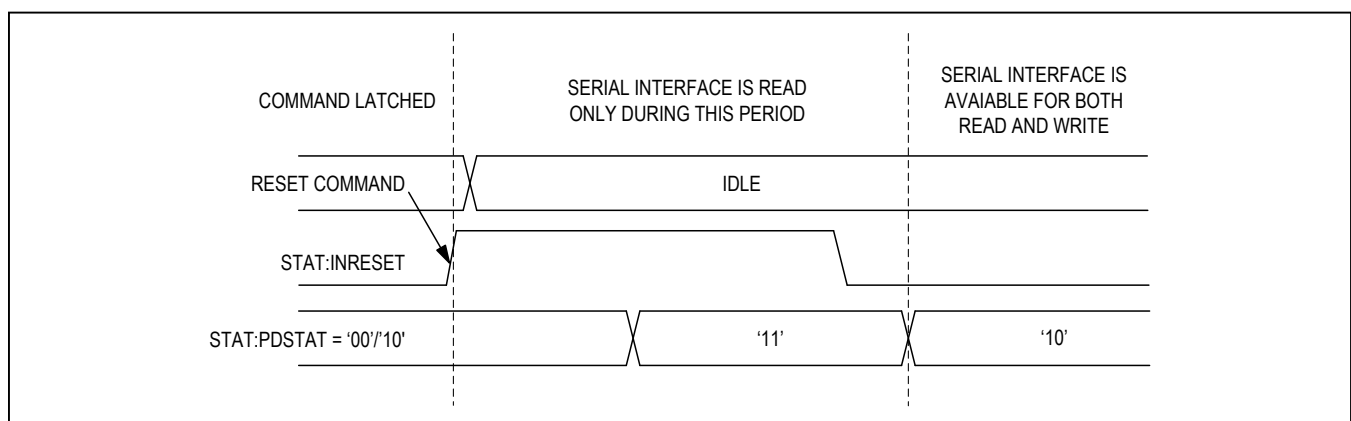 COMMAND LATCHED
SERIAL INTERFACE IS READ
ONLY DURING THIS PERIOD
SERIAL INTERFACE IS
AVAIABLE FOR BOTH
READ AND WRITE
RESET COMMAND
IDLE
STAT:INRESET
STAT:PDSTAT = ‘00’/’10'
‘11’
‘10’